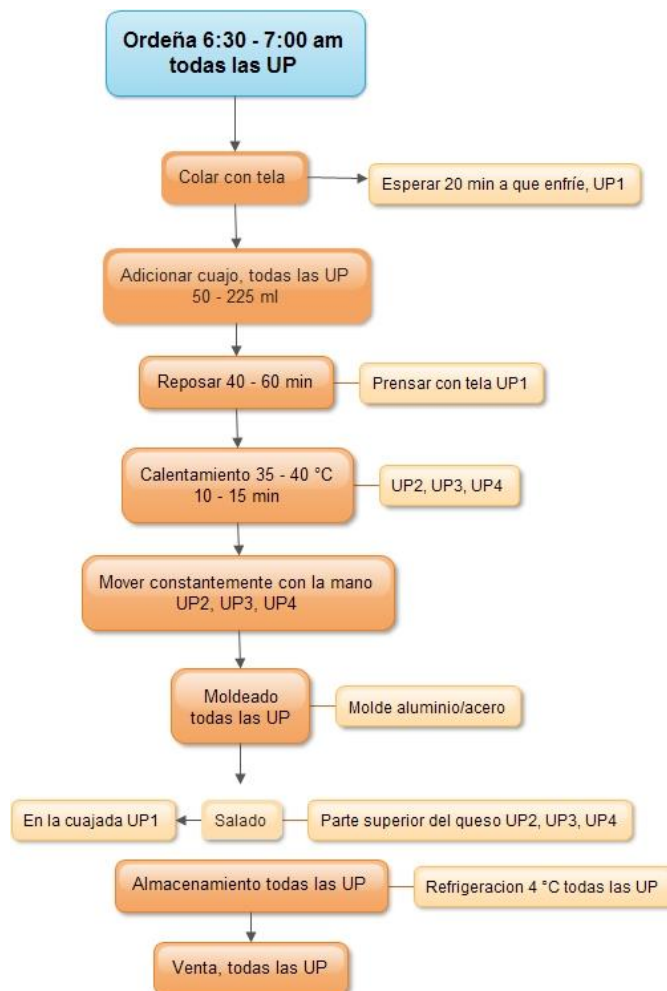 Ordeña 6:30 - 7:00 am
todas las UP
Colar con tela
Esperar 20 min a que enfríe, UP1
Adicionar cuajo, todas las UP
50 - 225 ml
Reposar 40 - 60 min
Prensar con tela UP1
Calentamiento 35 - 40 °C
10 - 15 min
UP2, UP3, UP4
Mover constantemente con la mano
UP2, UP3, UP4
Moldeado
todas las UP
Molde aluminio/acero
En la cuajada UP1
Salado
Parte superior del queso UP2, UP3, UP4
Almacenamiento todas las UP
Refrigeracion 4 °C todas las UP
Venta, todas las UP